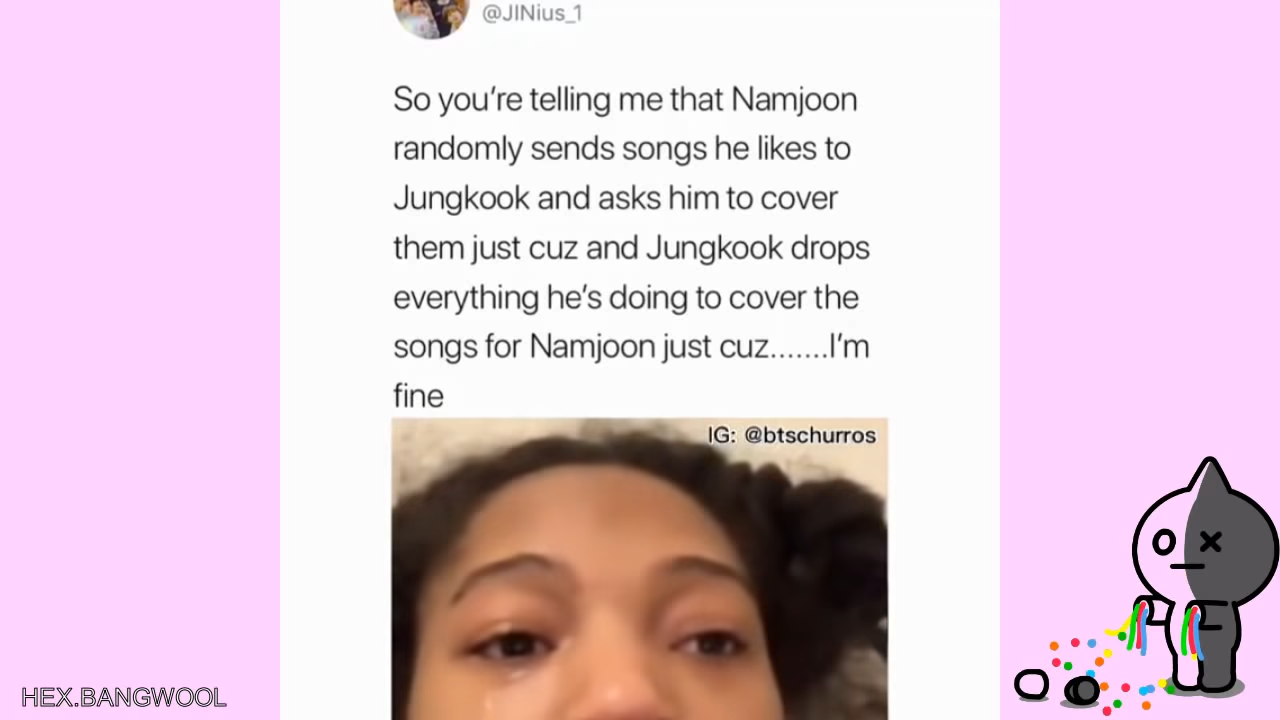 @JINius_1
So you’re telling me that Namjoon
randomly sends songs he likes to
Jungkook and asks him to cover
them just cuz and Jungkook drops
everything he’s doing to cover the
songs for Namjoon just cuz.......I’m
fine
IG: @btschurros
HEX.BANGWOOL